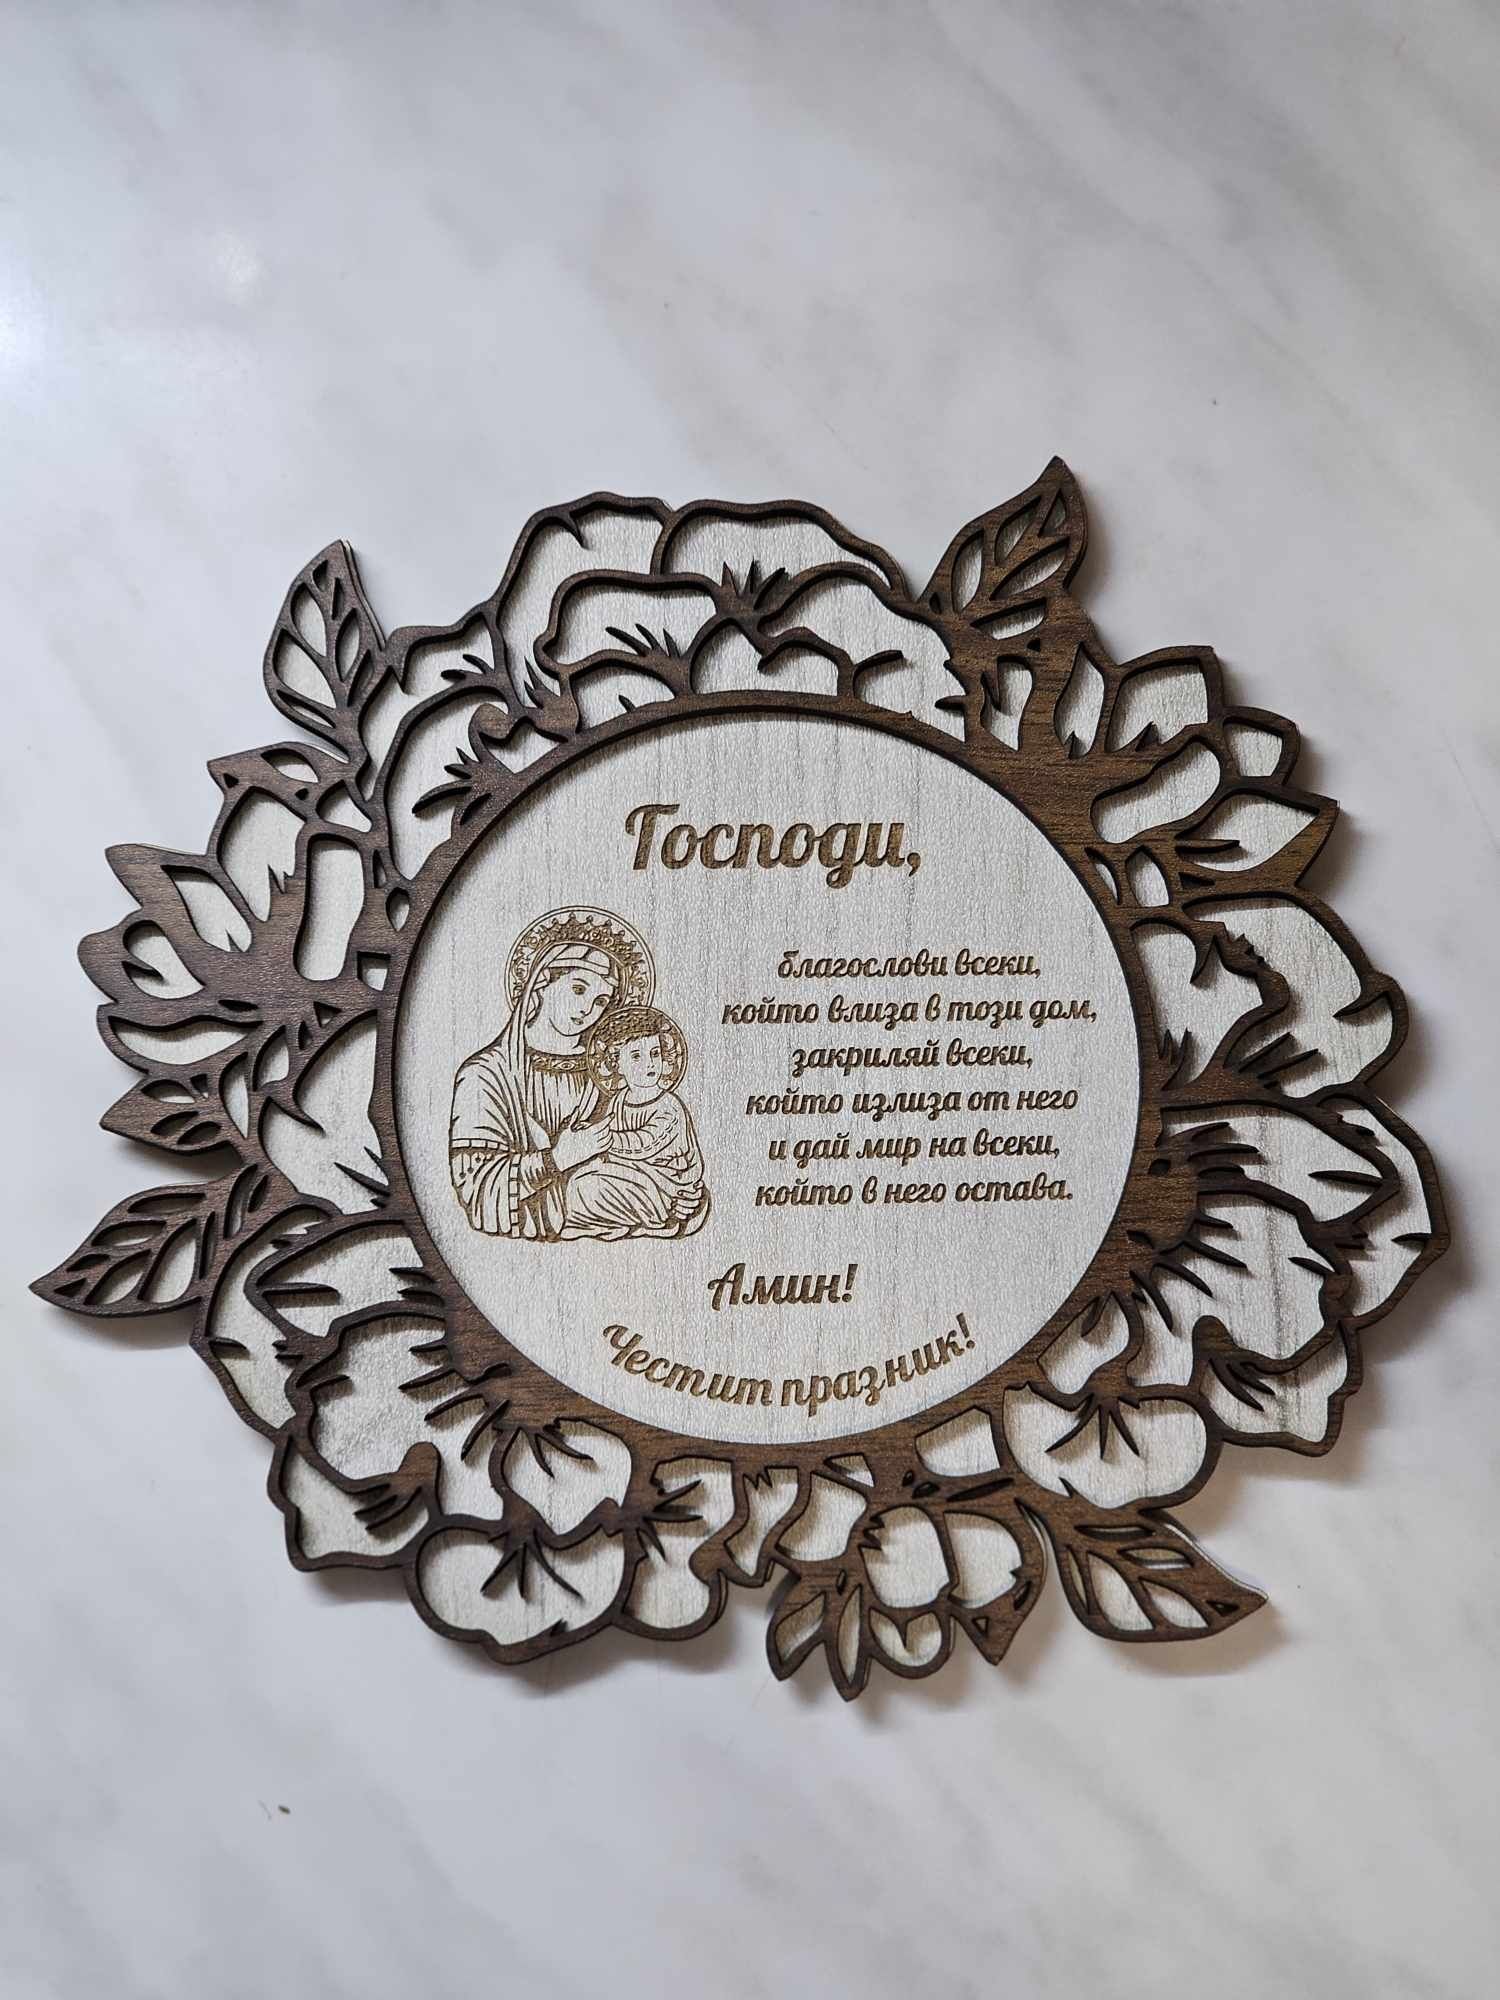 Господи,
благослови всеки,
който влиза в този дом,
закриляй всеки,
който излиза от него
и дай мир на всеки,
който в него остава.
Амин!
Честит празник!